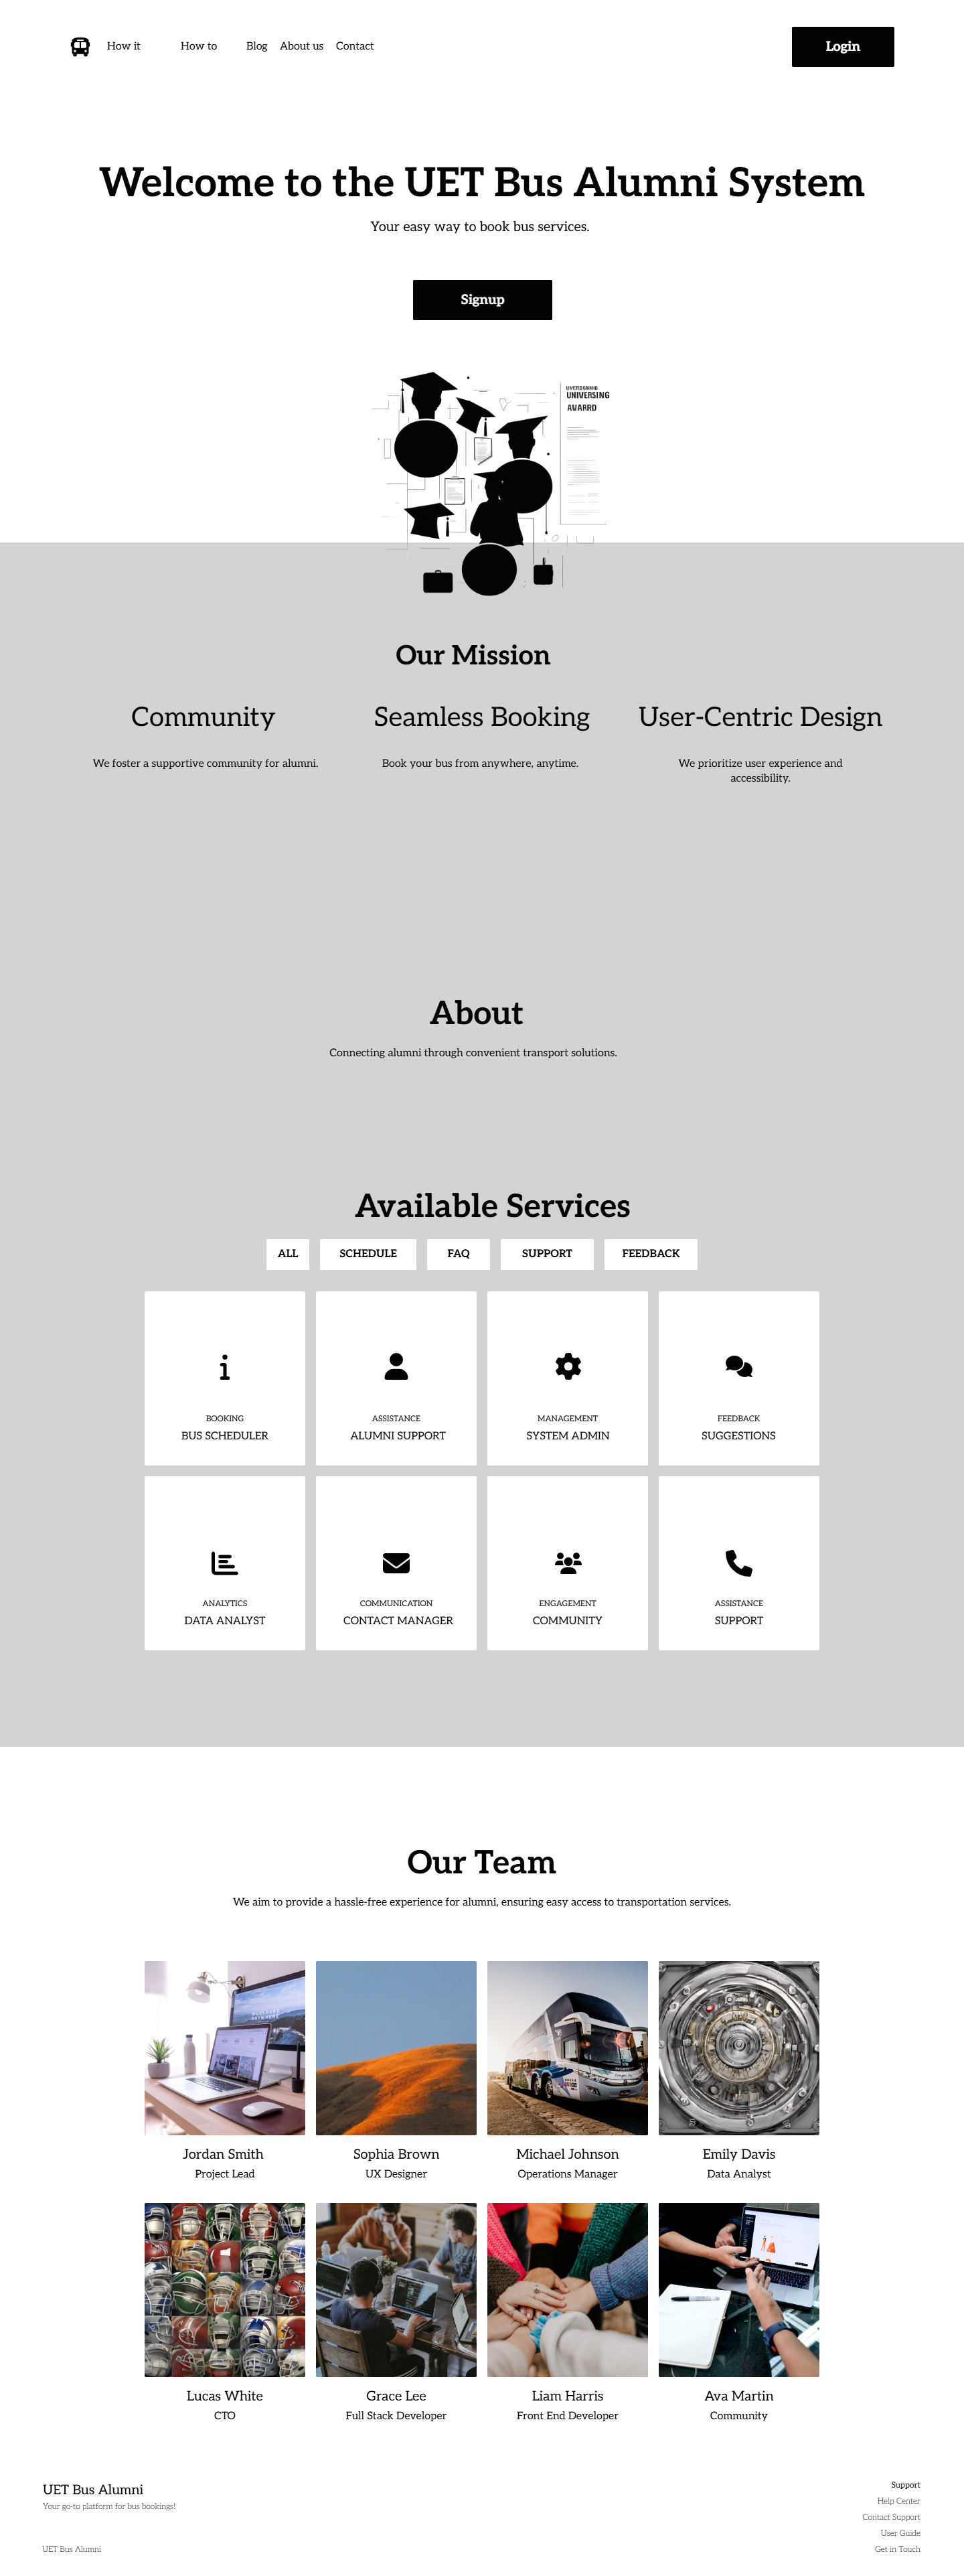 How it
How to
Blog
About us
Contact
Login
Welcome to the UET Bus Alumni System
Your easy way to book bus services.
Signup
UNIVERSING
AVARRD
Our Mission
Community
Seamless Booking
User-Centric Design
We foster a supportive community for alumni.
Book your bus from anywhere, anytime.
We prioritize user experience and
accessibility.
About
Connecting alumni through convenient transport solutions.
Available Services
ALL
SCHEDULE
FAQ
SUPPORT
FEEDBACK
BOOKING
BUS SCHEDULER
ASSISTANCE
ALUMNI SUPPORT
MANAGEMENT
SYSTEM ADMIN
FEEDBACK
SUGGESTIONS
ANALYTICS
DATA ANALYST
COMMUNICATION
CONTACT MANAGER
ENGAGEMENT
COMMUNITY
ASSISTANCE
SUPPORT
Our Team
We aim to provide a hassle-free experience for alumni, ensuring easy access to transportation services.
Jordan Smith
Project Lead
Sophia Brown
UX Designer
Michael Johnson
Operations Manager
Emily Davis
Data Analyst
Lucas White
CTO
Grace Lee
Full Stack Developer
Liam Harris
Front End Developer
Ava Martin
Community
UET Bus Alumni
Your go-to platform for bus bookings!
UET Bus Alumni
Support
Help Center
Contact Support
User Guide
Get in Touch